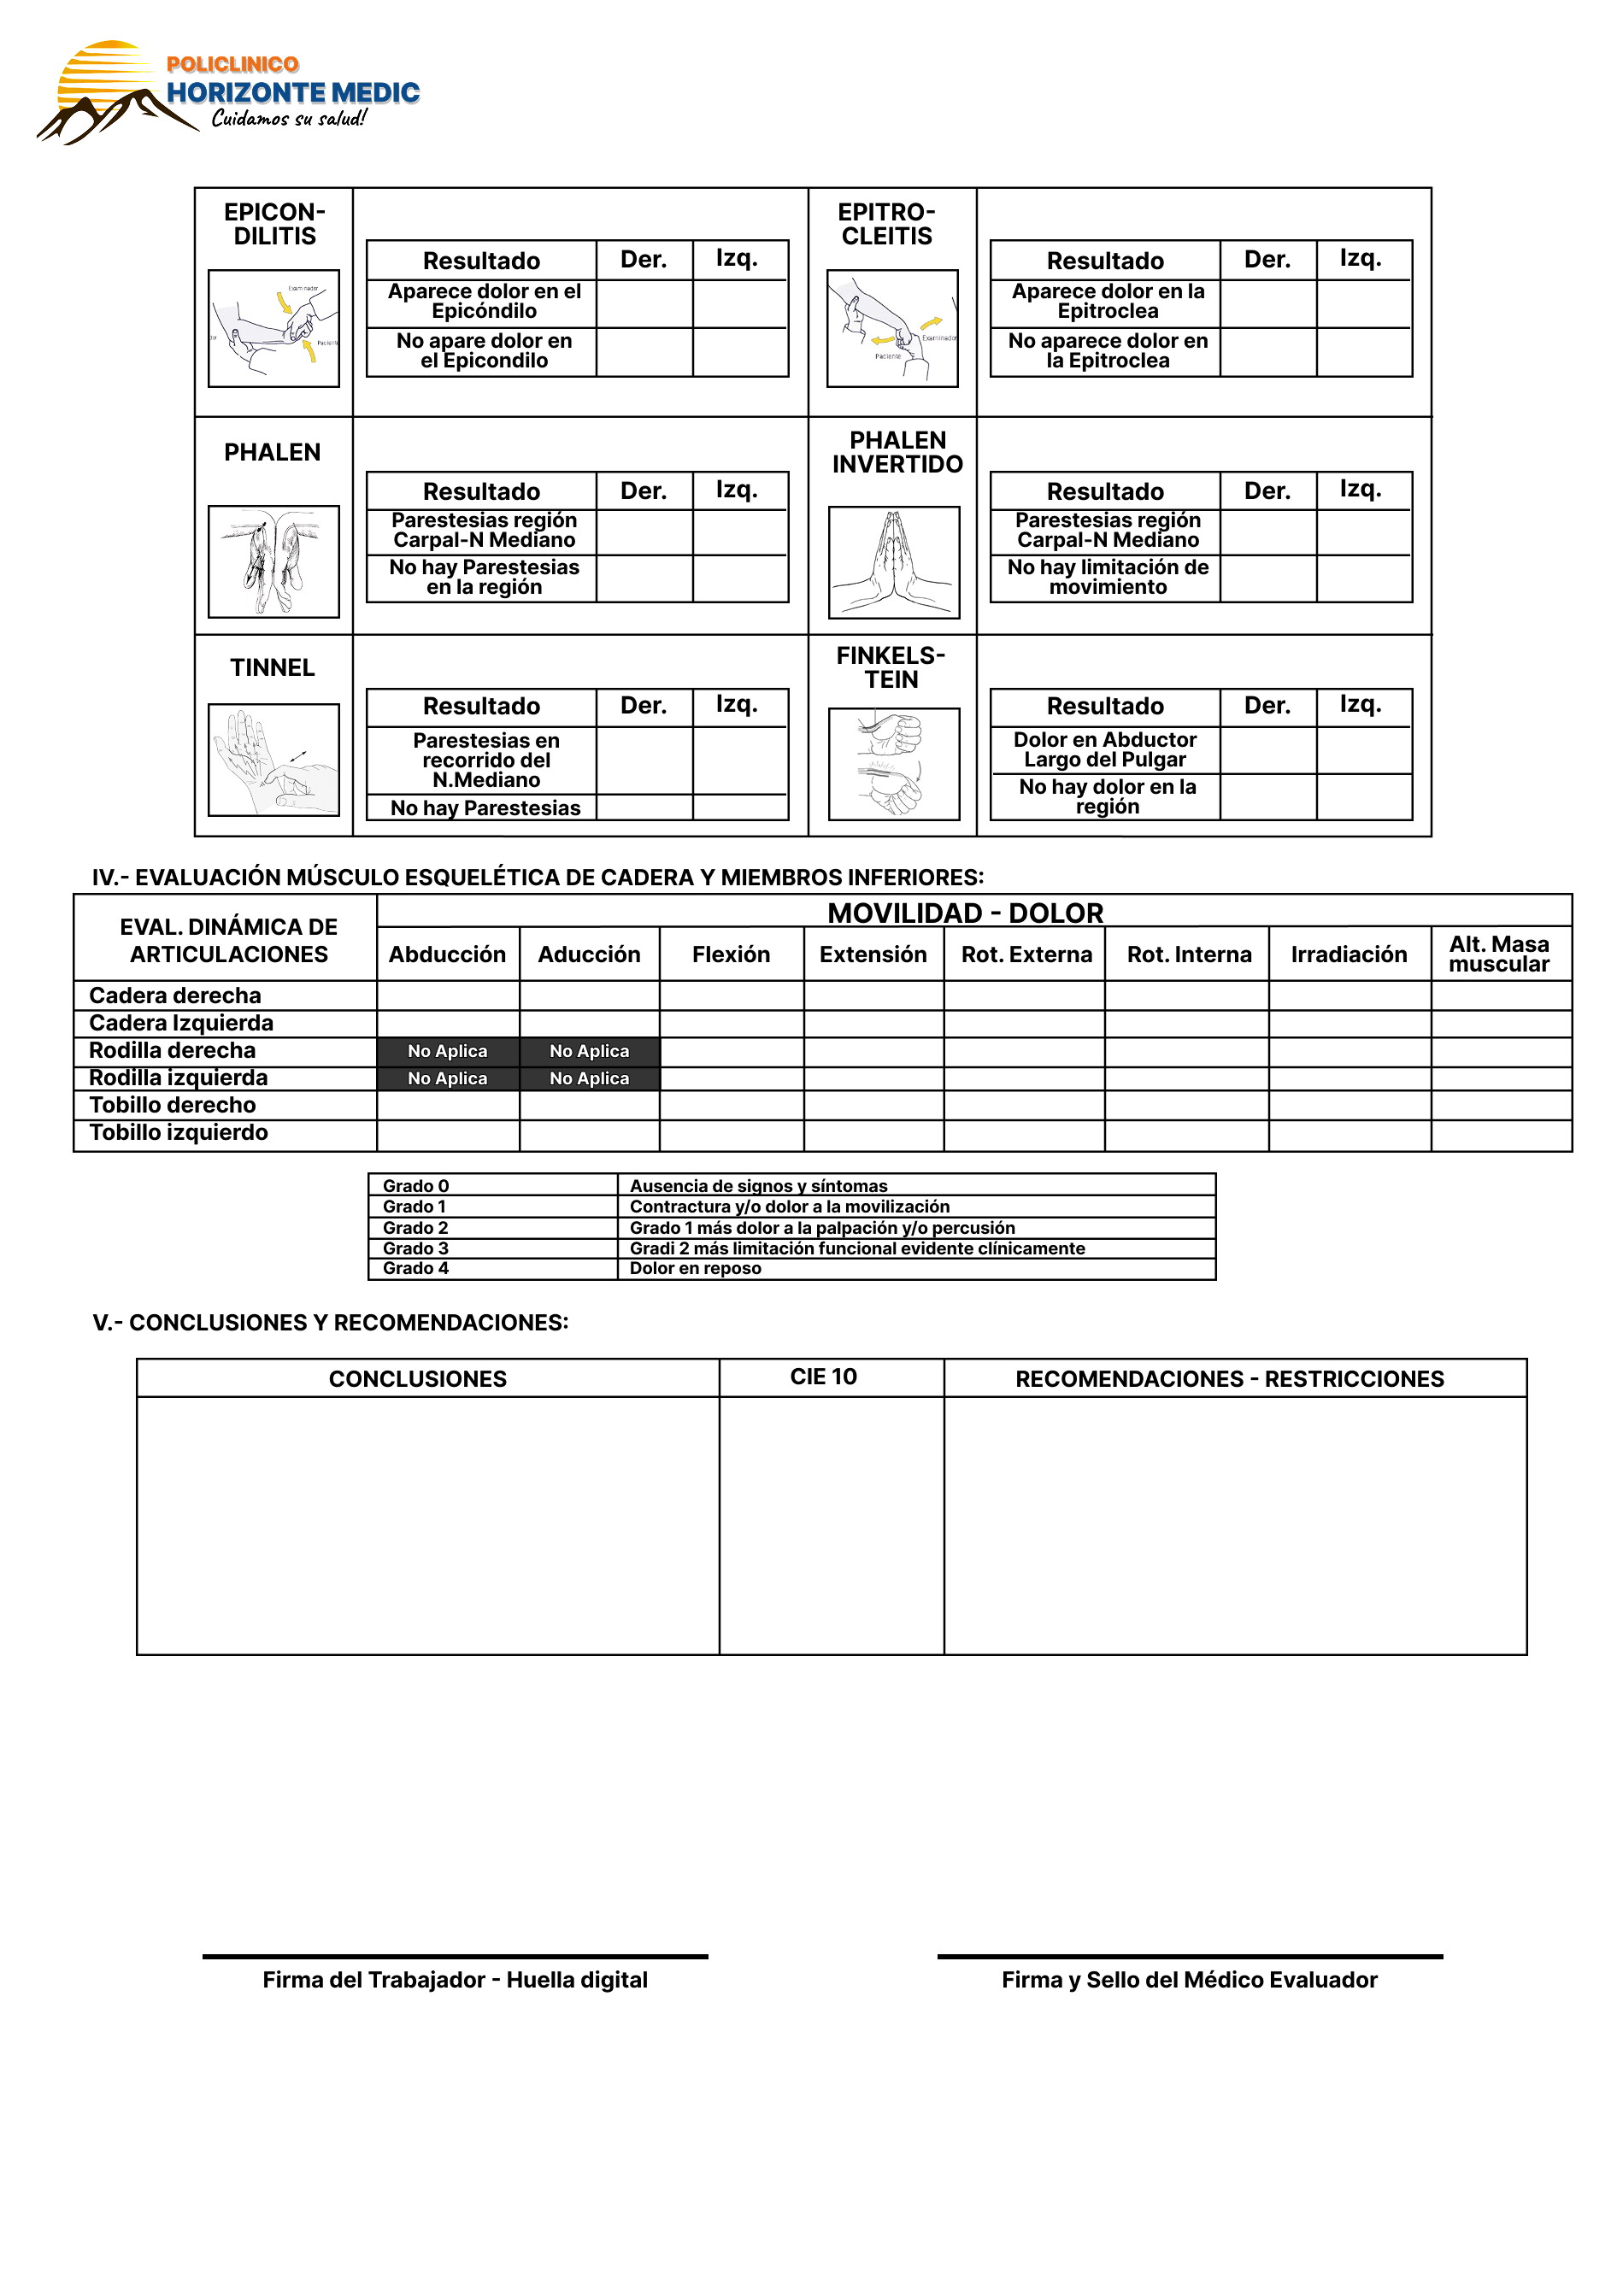 POLICLINICO
HORIZONTE MEDIC
Cuidamos su salud!
EPICON-
DILITIS
Examinador
Paciente
Resultado Der. Izq.
Aparece dolor en el
Epicóndilo
No apare dolor en
el Epicondilo
EPITRO-
CLEITIS
Examinador
Paciente
Resultado Der. Izq.
Aparece dolor en la
Epitroclea
No aparece dolor en
la Epitroclea
PHALEN
Resultado Der. Izq.
Parestesias región
Carpal-N Mediano
No hay Parestesias
en la región
PHALEN
INVERTIDO
Resultado Der. Izq.
Parestesias región
Carpal-N Mediano
No hay limitación de
movimiento
TINNEL
Resultado Der. Izq.
Parestesias en
recorrido del
N.Mediano
No hay Parestesias
FINKELS-
TEIN
Resultado Der. Izq.
Dolor en Abductor
Largo del Pulgar
No hay dolor en la
región
IV.- EVALUACIÓN MÚSCULO ESQUELÉTICA DE CADERA Y MIEMBROS INFERIORES:
EVAL. DINÁMICA DE
ARTICULACIONES
MOVILIDAD - DOLOR
Abducción Aducción Flexión Extensión Rot. Externa Rot. Interna Irradiación Alt. Masa
muscular
Cadera derecha
Cadera Izquierda
Rodilla derecha No Aplica No Aplica
Rodilla izquierda No Aplica No Aplica
Tobillo derecho
Tobillo izquierdo
Grado 0 Ausencia de signos y síntomas
Grado 1 Contractura y/o dolor a la movilización
Grado 2 Grado 1 más dolor a la palpación y/o percusión
Grado 3 Gradi 2 más limitación funcional evidente clínicamente
Grado 4 Dolor en reposo
V.- CONCLUSIONES Y RECOMENDACIONES:
CONCLUSIONES CIE 10 RECOMENDACIONES - RESTRICCIONES
Firma del Trabajador - Huella digital Firma y Sello del Médico Evaluador